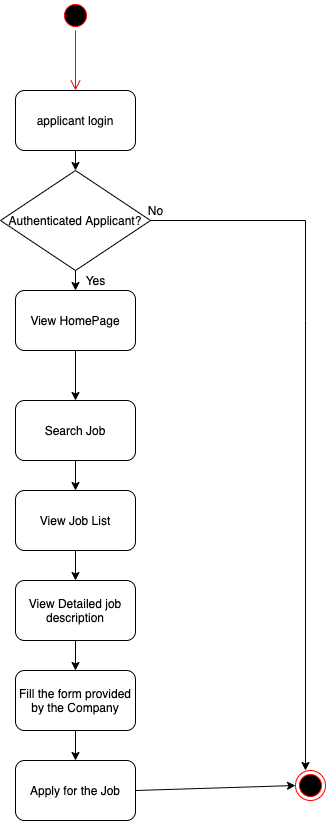 applicant login
Authenticated Applicant?
No
Yes
View HomePage
Search Job
View Job List
View Detailed job
description
Fill the form provided
by the Company
Apply for the Job